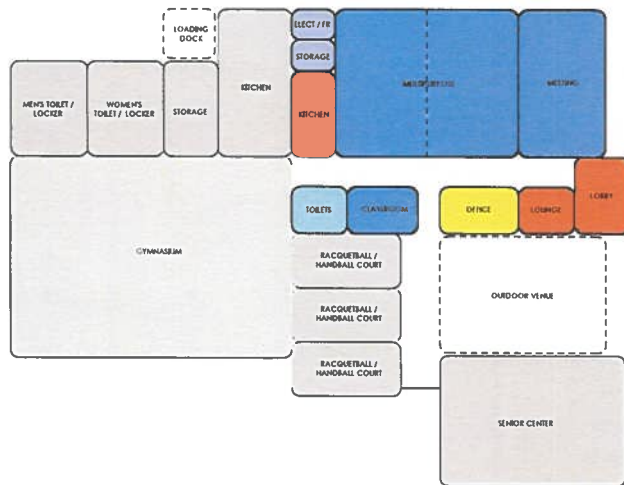 LOADING
DOCK
ELECT / FR
STORAGE
KITCHEN
MULTIPURPOSE
MEETING
MEN'S TOILET /
LOCKER
WOMEN'S
TOILET / LOCKER
STORAGE
KITCHEN
LOBBY
TOILETS
CLASSROOM
OFFICE
LOUNGE
GYMNASIUM
RACQUETBALL /
HANDBALL COURT
RACQUETBALL /
HANDBALL COURT
OUTDOOR VENUE
RACQUETBALL /
HANDBALL COURT
SENIOR CENTER